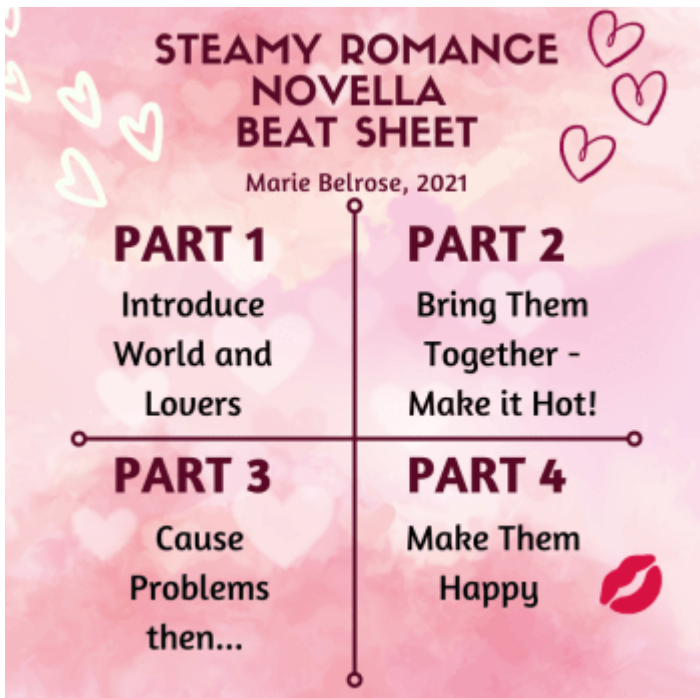 STEAMY ROMANCE
NOVELLA
BEAT SHEET
Marie Belrose, 2021
PART 1
Introduce
World and
Lovers
PART 2
Bring Them
Together -
Make it Hot!
PART 3
Cause
Problems
then...
PART 4
Make Them
Happy